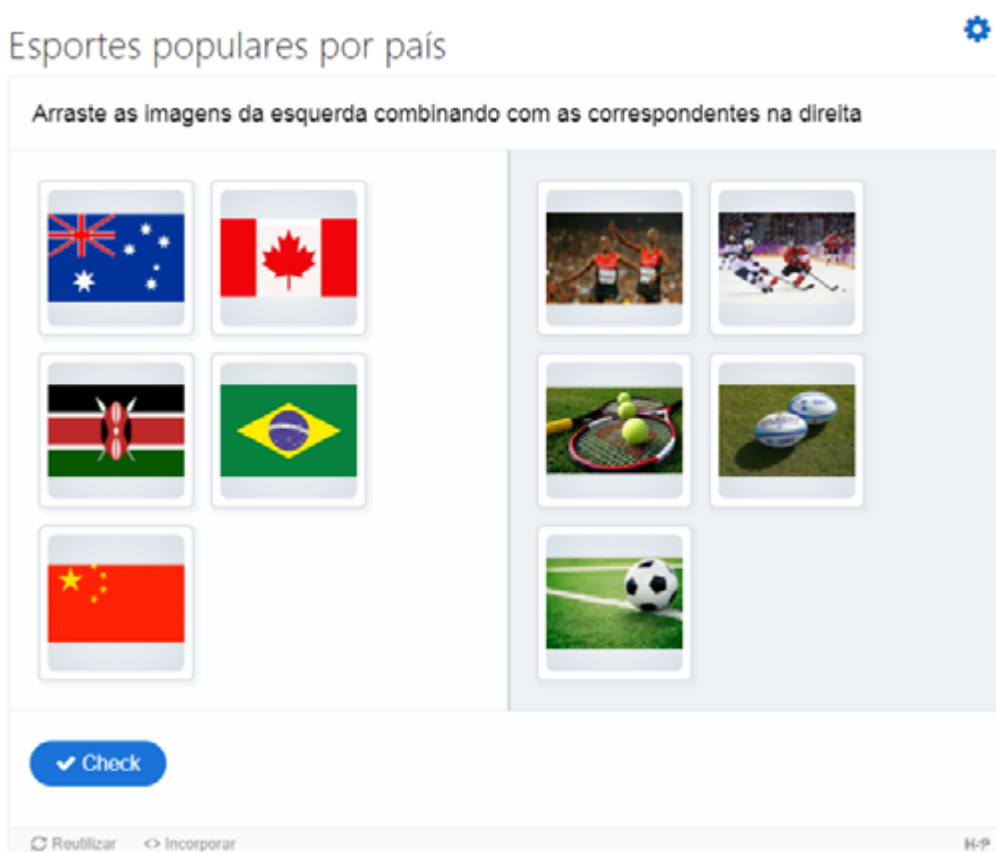 Esportes populares por país
Arraste as imagens da esquerda combinando com as correspondentes na direita
Check
Reutilizar
<> Incorporar
H-P